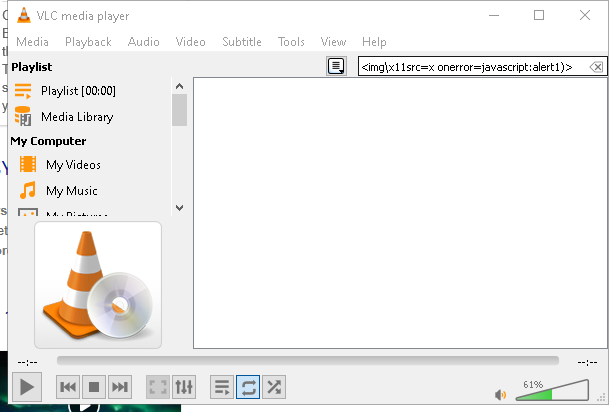 VLC media player
Media Playback Audio Video Subtitle Tools View Help
Playlist
<img\x11src=x onerror=javascript:alert1)>
Playlist [00:00]
Media Library
My Computer
My Videos
My Music
My Pictures
--:--
--:--
61%